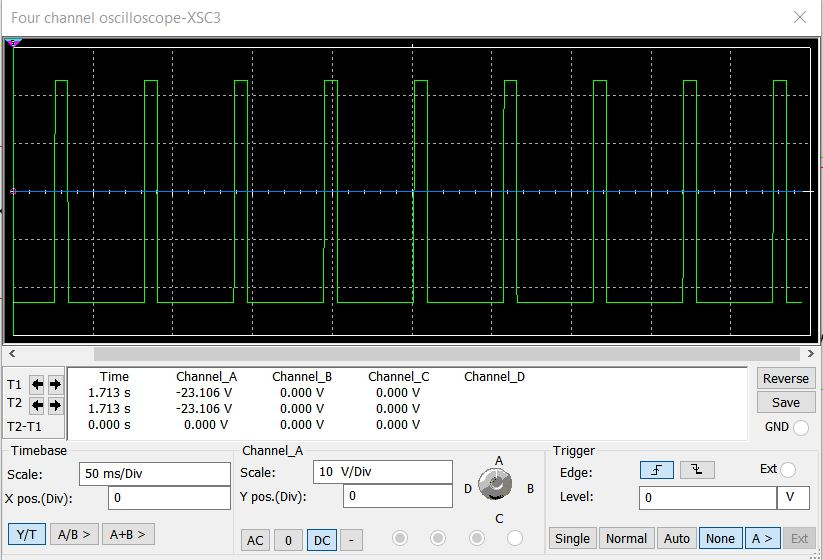 Four channel oscilloscope-XSC3
Time Channel_A Channel_B Channel_C Channel_D
T1 1.713 s -23.106 V 0.000 V 0.000 V
T2 1.713 s -23.106 V 0.000 V 0.000 V
T2-T1 0.000 s 0.000 V 0.000 V 0.000 V
Reverse
Save
GND
Timebase
Scale: 50 ms/Div
X pos.(Div): 0
Y/T A/B > A+B >
Channel_A
Scale: 10 V/Div
Y pos.(Div): 0
AC 0 DC -
A
D B
C
Trigger
Edge: Ext
Level: 0 V
Single Normal Auto None A > Ext